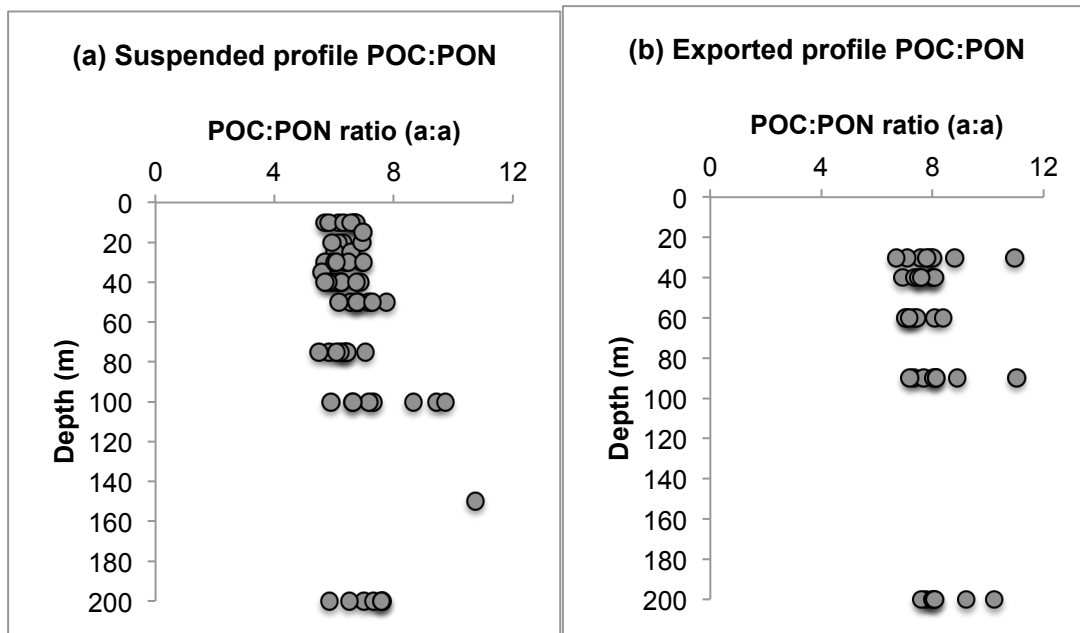 (a) Suspended profile POC:PON
POC:PON ratio (a:a)
0 4 8 12
0
20
40
60
80
100
120
140
160
180
200
Depth (m)
(b) Exported profile POC:PON
POC:PON ratio (a:a)
0 4 8 12
0
20
40
60
80
100
120
140
160
180
200
Depth (m)